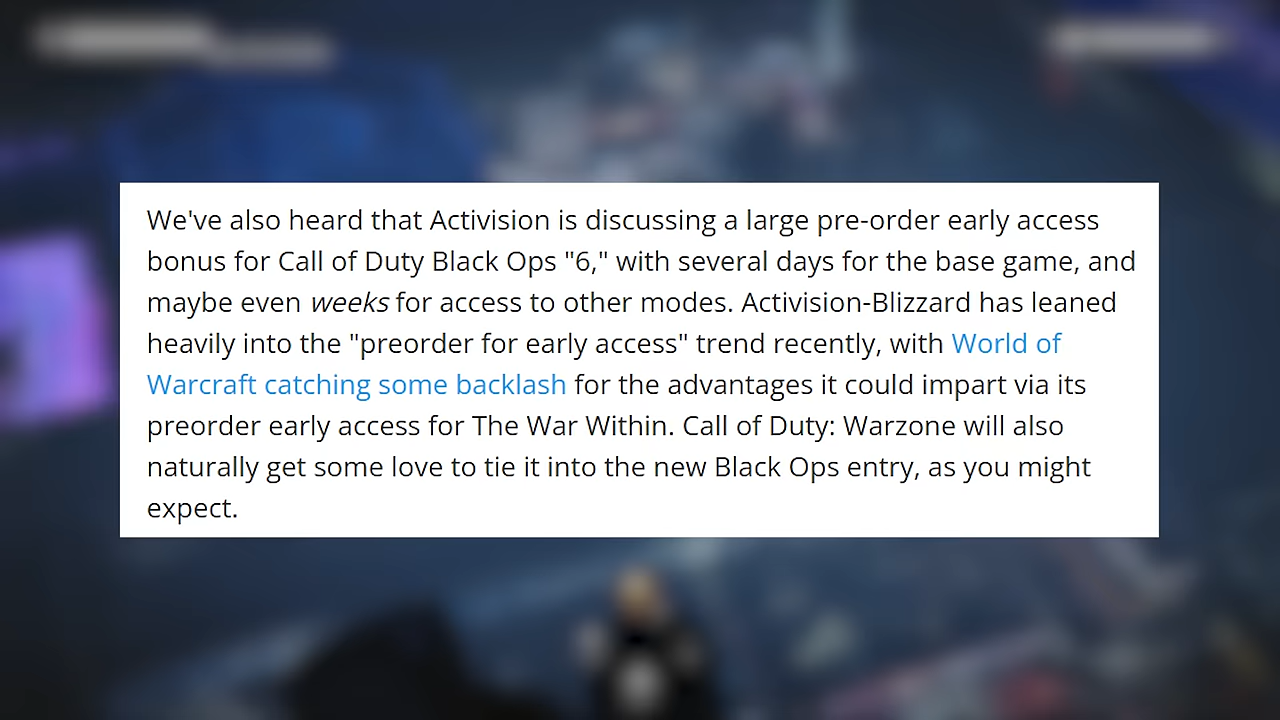 We've also heard that Activision is discussing a large pre-order early access
bonus for Call of Duty Black Ops "6," with several days for the base game, and
maybe even weeks for access to other modes. Activision-Blizzard has leaned
heavily into the "preorder for early access" trend recently, with World of
Warcraft catching some backlash for the advantages it could impart via its
preorder early access for The War Within. Call of Duty: Warzone will also
naturally get some love to tie it into the new Black Ops entry, as you might
expect.